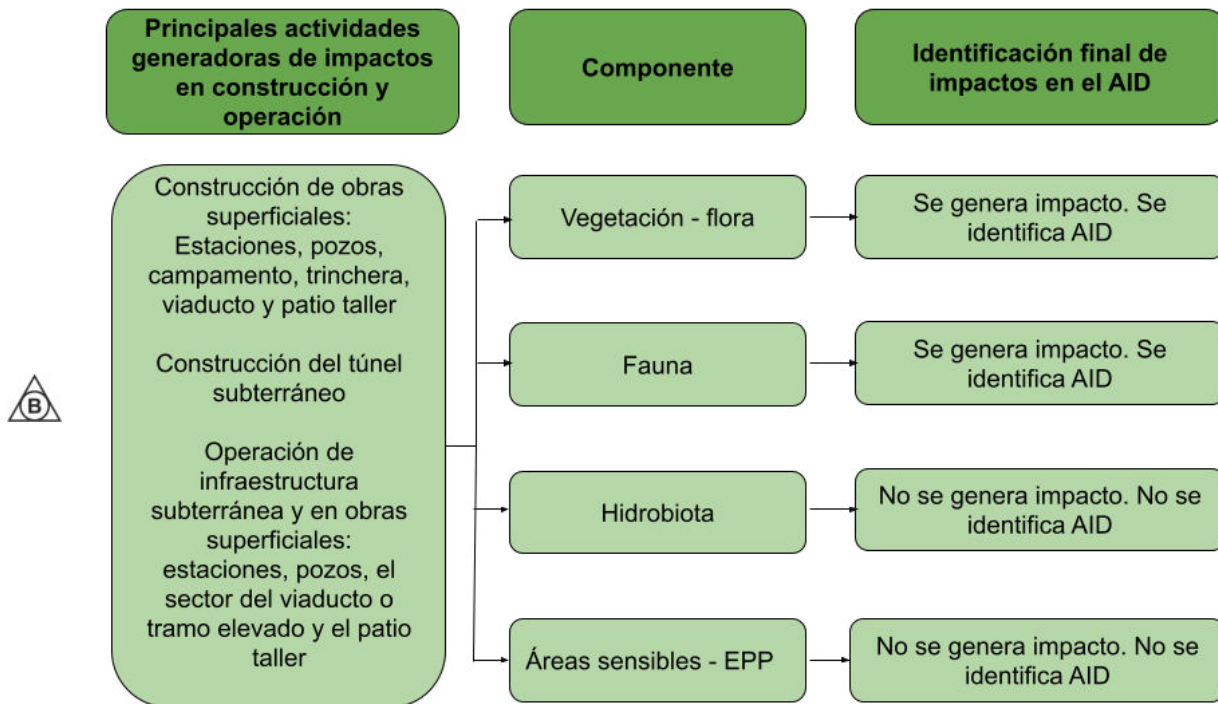 Principales actividades
generadoras de impactos
en construcción y
operación
Componente
Identificación final de
impactos en el AID
Construcción de obras
superficiales:
Estaciones, pozos,
campamento, trinchera,
viaducto y patio taller
Construcción del túnel
subterráneo
Operación de
infraestructura
subterránea y en obras
superficiales:
estaciones, pozos, el
sector del viaducto o
tramo elevado y el patio
taller
Vegetación - flora
Se genera impacto. Se
identifica AID
Fauna
Se genera impacto. Se
identifica AID
Hidrobiota
No se genera impacto. No se
identifica AID
Áreas sensibles - EPP
No se genera impacto. No se
identifica AID
B